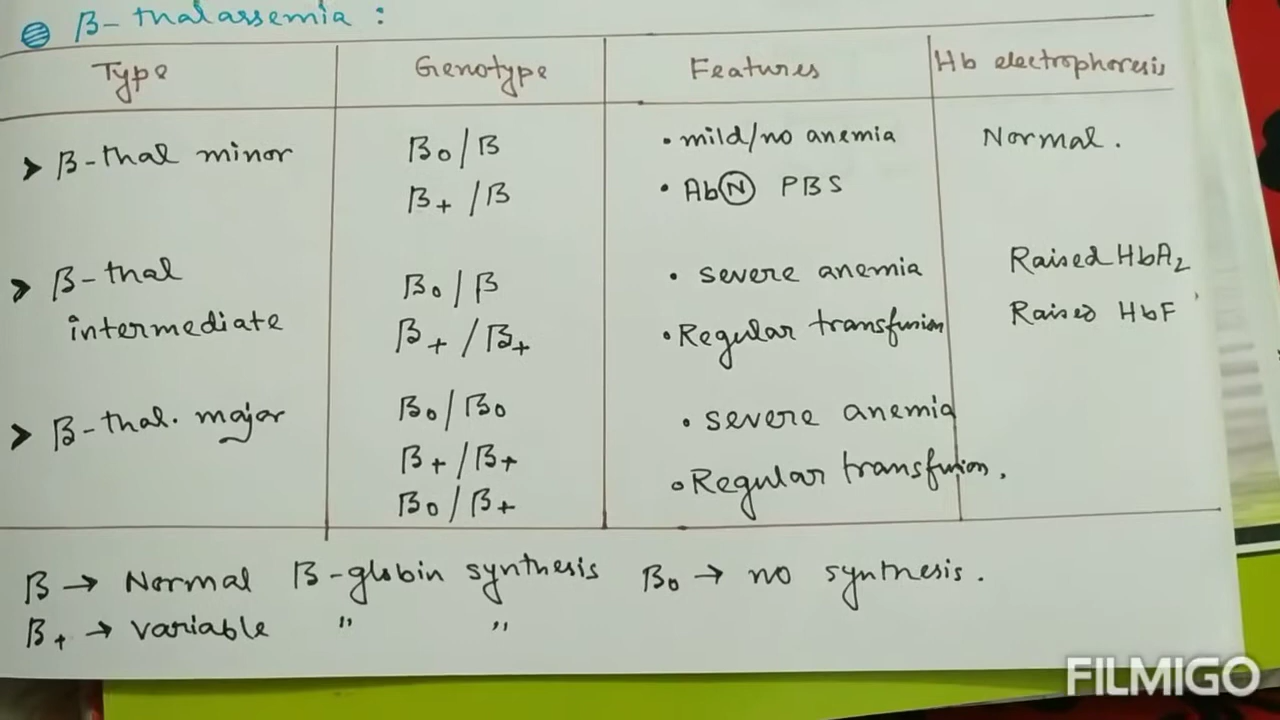 β-thalassemia :
Type Genotype Features Hb electrophoresis
β-thal minor β₀/β • mild/no anemia Normal.
β₊/β • AbⓃ PBS
β-thal β₀/β • severe anemia Raised HbA₂
intermediate β₊/β₊ • Regular transfusion Raised HbF
β-thal. major β₀/β₀ • severe anemia
β₊/β₊ • Regular transfusion.
β₀/β₊
β → Normal β-globin synthesis β₀ → no synthesis.
β₊ → variable " "
FILMIGO